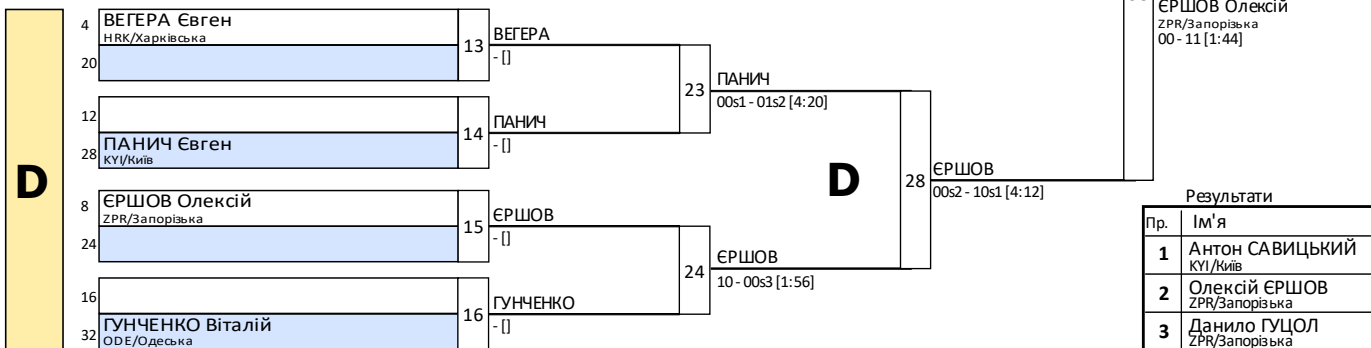 ЄРШОВ Олексій
ZPR/Запорізька
00 - 11 [1:44]
D
4
ВЕГЕРА Євген
HRK/Харківська
20
13
ВЕГЕРА
- []
12
28
ПАНИЧ Євген
KYI/Київ
14
ПАНИЧ
- []
23
ПАНИЧ
00s1 - 01s2 [4:20]
8
ЄРШОВ Олексій
ZPR/Запорізька
24
15
ЄРШОВ
- []
16
32
ГУНЧЕНКО Віталій
ODE/Одеська
16
ГУНЧЕНКО
- []
24
ЄРШОВ
10 - 00s3 [1:56]
D
28
ЄРШОВ
00s2 - 10s1 [4:12]
Результати
Пр. Ім'я
1 Антон САВИЦЬКИЙ
KYI/Київ
2 Олексій ЄРШОВ
ZPR/Запорізька
3 Данило ГУЦОЛ
ZPR/Запорізька